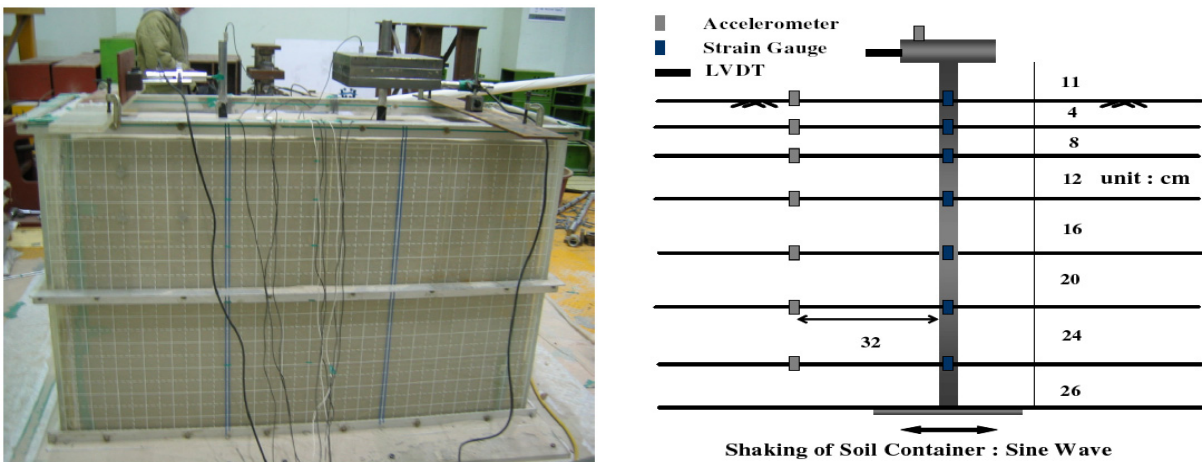 Accelerometer
Strain Gauge
LVDT
11
4
8
12 unit : cm
16
20
32
24
26
Shaking of Soil Container : Sine Wave